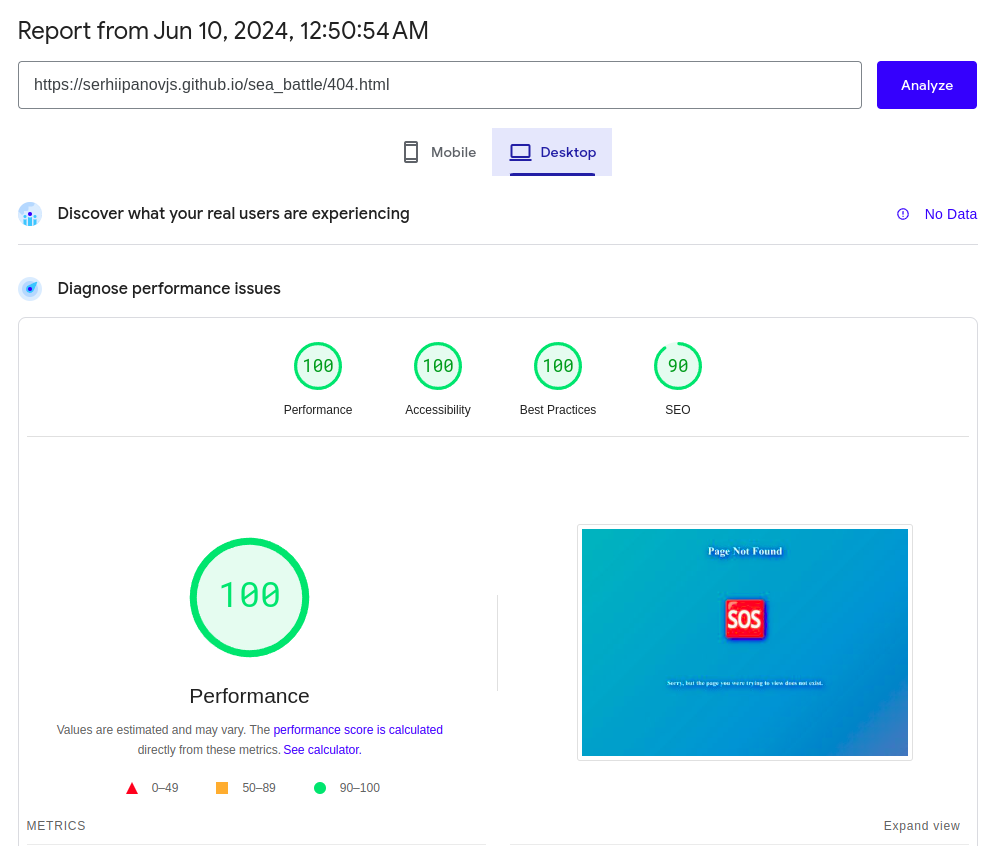 Report from Jun 10, 2024, 12:50:54 AM
https://serhiipanovjs.github.io/sea_battle/404.html
Analyze
Mobile
Desktop
Discover what your real users are experiencing
No Data
Diagnose performance issues
100
100
100
90
Performance
Accessibility
Best Practices
SEO
100
Performance
Values are estimated and may vary. The performance score is calculated
directly from these metrics. See calculator.
0–49
50–89
90–100
Page Not Found
SOS
Sorry, but the page you were trying to view does not exist.
METRICS
Expand view